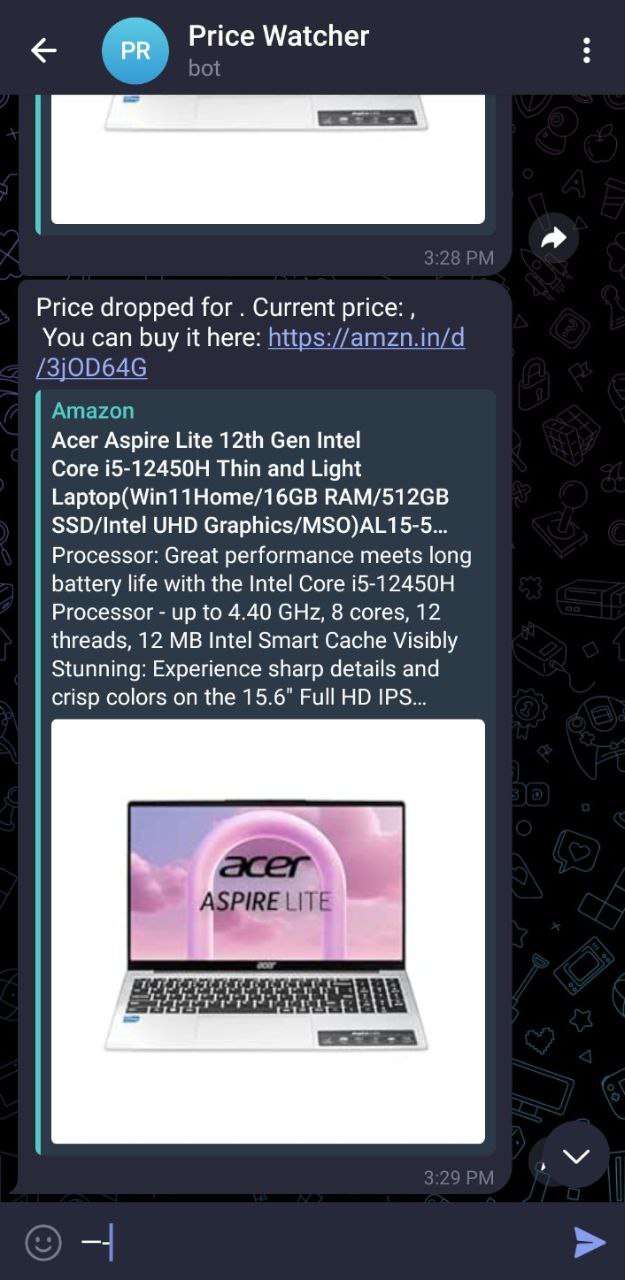 PR
Price Watcher
bot
3:28 PM
Price dropped for . Current price: ,
You can buy it here: https://amzn.in/d
/3jOD64G
Amazon
Acer Aspire Lite 12th Gen Intel
Core i5-12450H Thin and Light
Laptop(Win11Home/16GB RAM/512GB
SSD/Intel UHD Graphics/MSO)AL15-5...
Processor: Great performance meets long
battery life with the Intel Core i5-12450H
Processor - up to 4.40 GHz, 8 cores, 12
threads, 12 MB Intel Smart Cache Visibly
Stunning: Experience sharp details and
crisp colors on the 15.6" Full HD IPS...
acer
ASPIRE LITE
acer
3:29 PM
—-